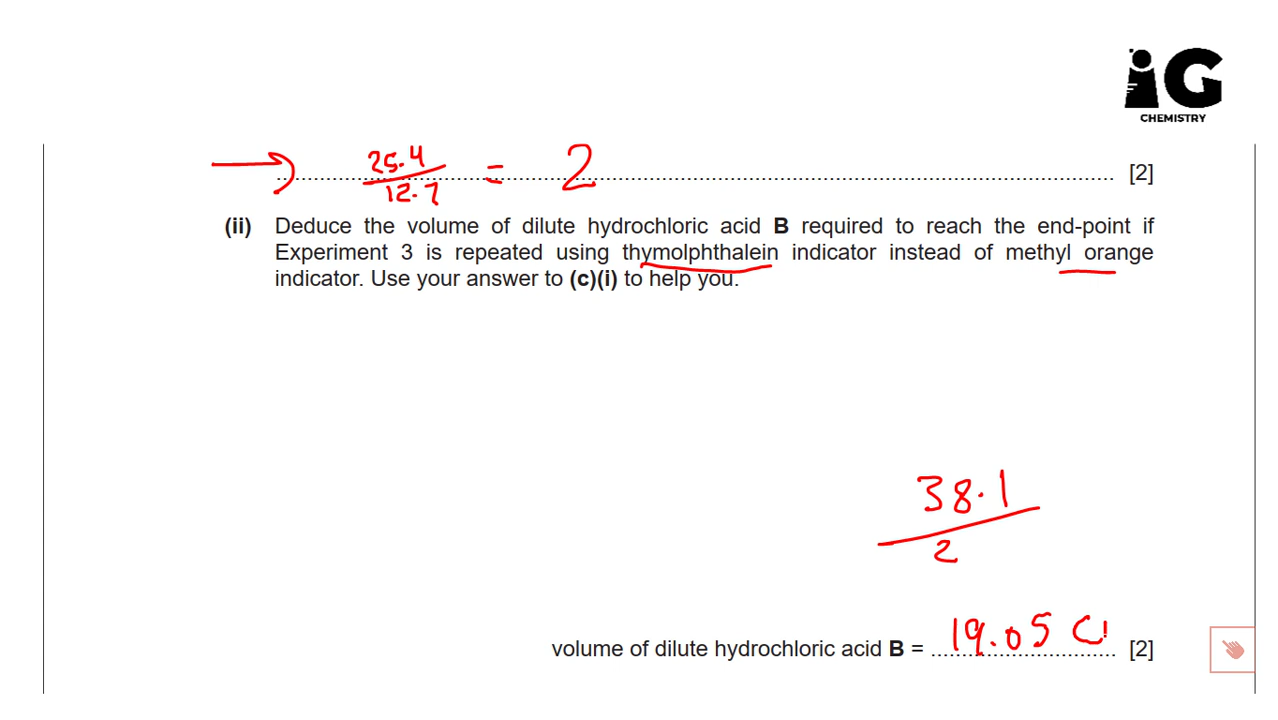 iG
CHEMISTRY
25.4 / 12.7 = 2 [2]
(ii) Deduce the volume of dilute hydrochloric acid B required to reach the end-point if
Experiment 3 is repeated using thymolphthalein indicator instead of methyl orange
indicator. Use your answer to (c)(i) to help you.
38.1
2
volume of dilute hydrochloric acid B = 19.05 c [2]